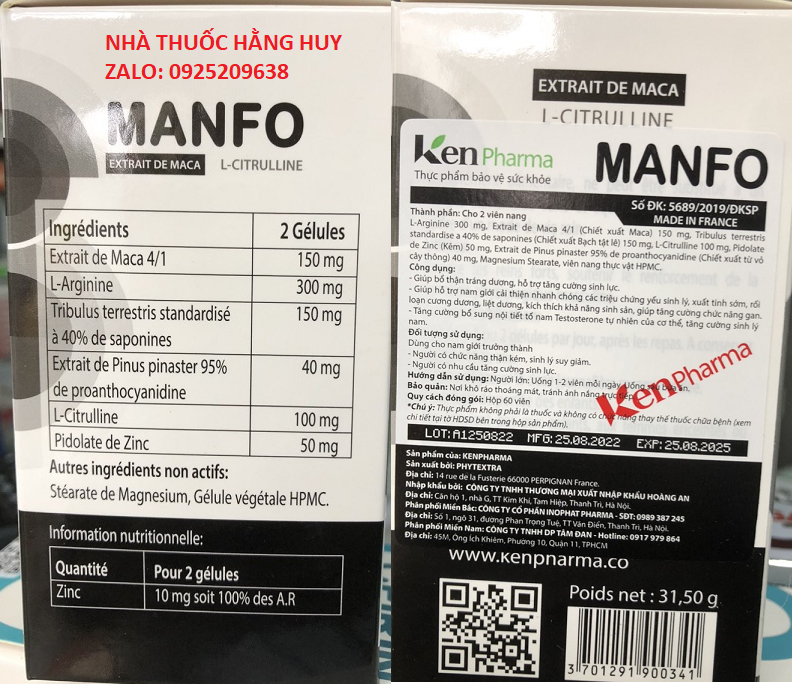 NHÀ THUỐC HẰNG HUY
ZALO: 0925209638
MANFO
EXTRAIT DE MACA L-CITRULLINE
Ingrédients 2 Gélules
Extrait de Maca 4/1 150 mg
L-Arginine 300 mg
Tribulus terrestris standardisé 150 mg
à 40% de saponines
Extrait de Pinus pinaster 95% 40 mg
de proanthocyanidine
L-Citrulline 100 mg
Pidolate de Zinc 50 mg
Autres ingrédients non actifs:
Stéarate de Magnesium, Gélule végétale HPMC.
Information nutritionnelle:
Quantité Pour 2 gélules
Zinc 10 mg soit 100% des A.R
EXTRAIT DE MACA
L-CITRULLINE
Ken Pharma MANFO
Thực phẩm bảo vệ sức khỏe
Số ĐK: 5689/2019/ĐKSP
MADE IN FRANCE
Thành phần: Cho 2 viên nang
L-Arginine 300 mg, Extrait de Maca 4/1 (Chiết xuất Maca) 150 mg, Tribulus terrestris
standardise a 40% de saponines (Chiết xuất Bạch tật lê) 150 mg, L-Citrulline 100 mg, Pidolate
de Zinc (Kẽm) 50 mg, Extrait de Pinus pinaster 95% de proanthocyanidine (Chiết xuất từ vỏ
cây thông) 40 mg, Magnesium Stearate, viên nang thực vật HPMC.
Công dụng:
- Giúp bổ thận tráng dương, hỗ trợ tăng cường sinh lực.
- Giúp hỗ trợ nam giới cải thiện nhanh chóng các triệu chứng yếu sinh lý, xuất tinh sớm, rối
loạn cương dương, liệt dương, kích thích khả năng sinh sản, giúp tăng cường chức năng gan.
- Tăng cường bổ sung nội tiết tố nam Testosterone tự nhiên của cơ thể, tăng cường sinh lý
nam.
Đối tượng sử dụng:
Dùng cho nam giới trưởng thành
- Người có chức năng thận kém, sinh lý suy giảm.
- Người có nhu cầu tăng cường sinh lực.
Hướng dẫn sử dụng: Người lớn: Uống 1-2 viên mỗi ngày. Uống sau bữa ăn.
Bảo quản: Nơi khô ráo thoáng mát, tránh ánh nắng trực tiếp.
Quy cách đóng gói: Hộp 60 viên
*Chú ý: Thực phẩm không phải là thuốc và không có chức năng thay thế thuốc chữa bệnh (xem
chi tiết tại tờ HDSD bên trong hộp sản phẩm).
KenPharma
LOT: A1250822 MFG: 25.08.2022 EXP: 25.08.2025
Sản phẩm của: KENPHARMA
Sản xuất bởi: PHYTEXTRA
Địa chỉ: 14 rue de la Fusterie 66000 PERPIGNAN France.
Nhập khẩu bởi: CÔNG TY TNHH THƯƠNG MẠI XUẤT NHẬP KHẨU HOÀNG AN
Địa chỉ: Căn hộ 1, nhà G, TT Kim Khí, Tam Hiệp, Thanh Trì, Hà Nội.
Phân phối Miền Bắc: CÔNG TY CỔ PHẦN INOPHAT PHARMA - SĐT: 0989 387 245
Địa chỉ: Số 1, ngõ 31, đường Phan Trọng Tuệ, TT Văn Điển, Thanh Trì, Hà Nội.
Phân phối Miền Nam: CÔNG TY TNHH DP TÂM ĐAN - Hotline: 0917 979 864
Địa chỉ: 45M, Ông Ích Khiêm, Phường 10, Quận 11, TPHCM
www.kenpharma.co
Poids net : 31,50 g
3 701291 900341